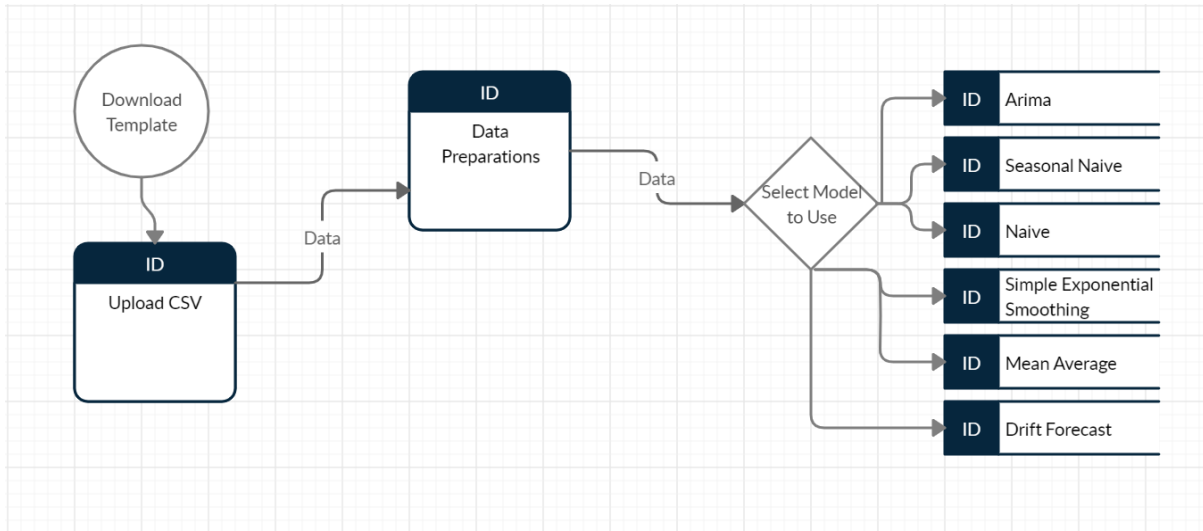 Download
Template
ID
Upload CSV
Data
ID
Data
Preparations
Data
Select Model
to Use
ID
Arima
ID
Seasonal Naive
ID
Naive
ID
Simple Exponential
Smoothing
ID
Mean Average
ID
Drift Forecast